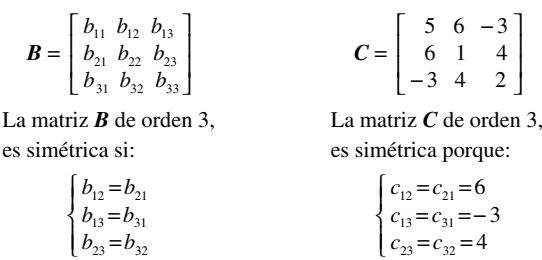 B = [ b₁₁ b₁₂ b₁₃
b₂₁ b₂₂ b₂₃
b₃₁ b₃₂ b₃₃ ]
La matriz B de orden 3,
es simétrica si:
{ b₁₂=b₂₁
b₁₃=b₃₁
b₂₃=b₃₂
C = [ 5 6 −3
6 1 4
−3 4 2 ]
La matriz C de orden 3,
es simétrica porque:
{ c₁₂=c₂₁=6
c₁₃=c₃₁=−3
c₂₃=c₃₂=4